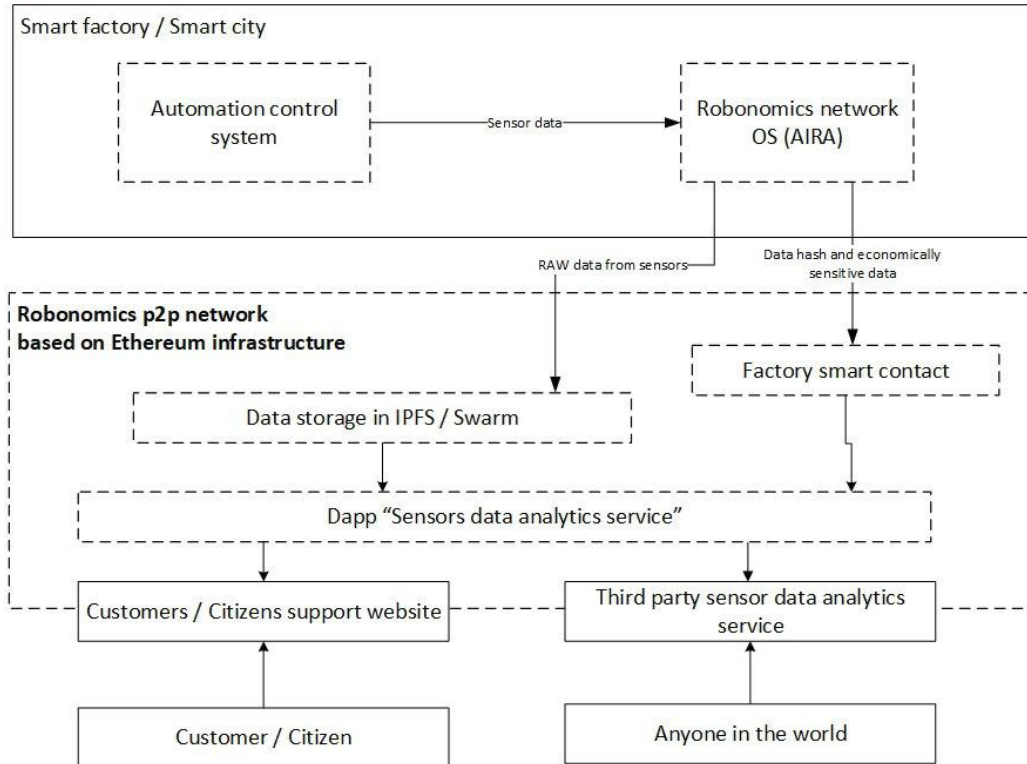 Smart factory / Smart city
Automation control
system
Sensor data
Robonomics network
OS (AIRA)
RAW data from sensors
Data hash and economically
sensitive data
Robonomics p2p network
based on Ethereum infrastructure
Factory smart contact
Data storage in IPFS / Swarm
Dapp “Sensors data analytics service”
Customers / Citizens support website
Third party sensor data analytics
service
Customer / Citizen
Anyone in the world